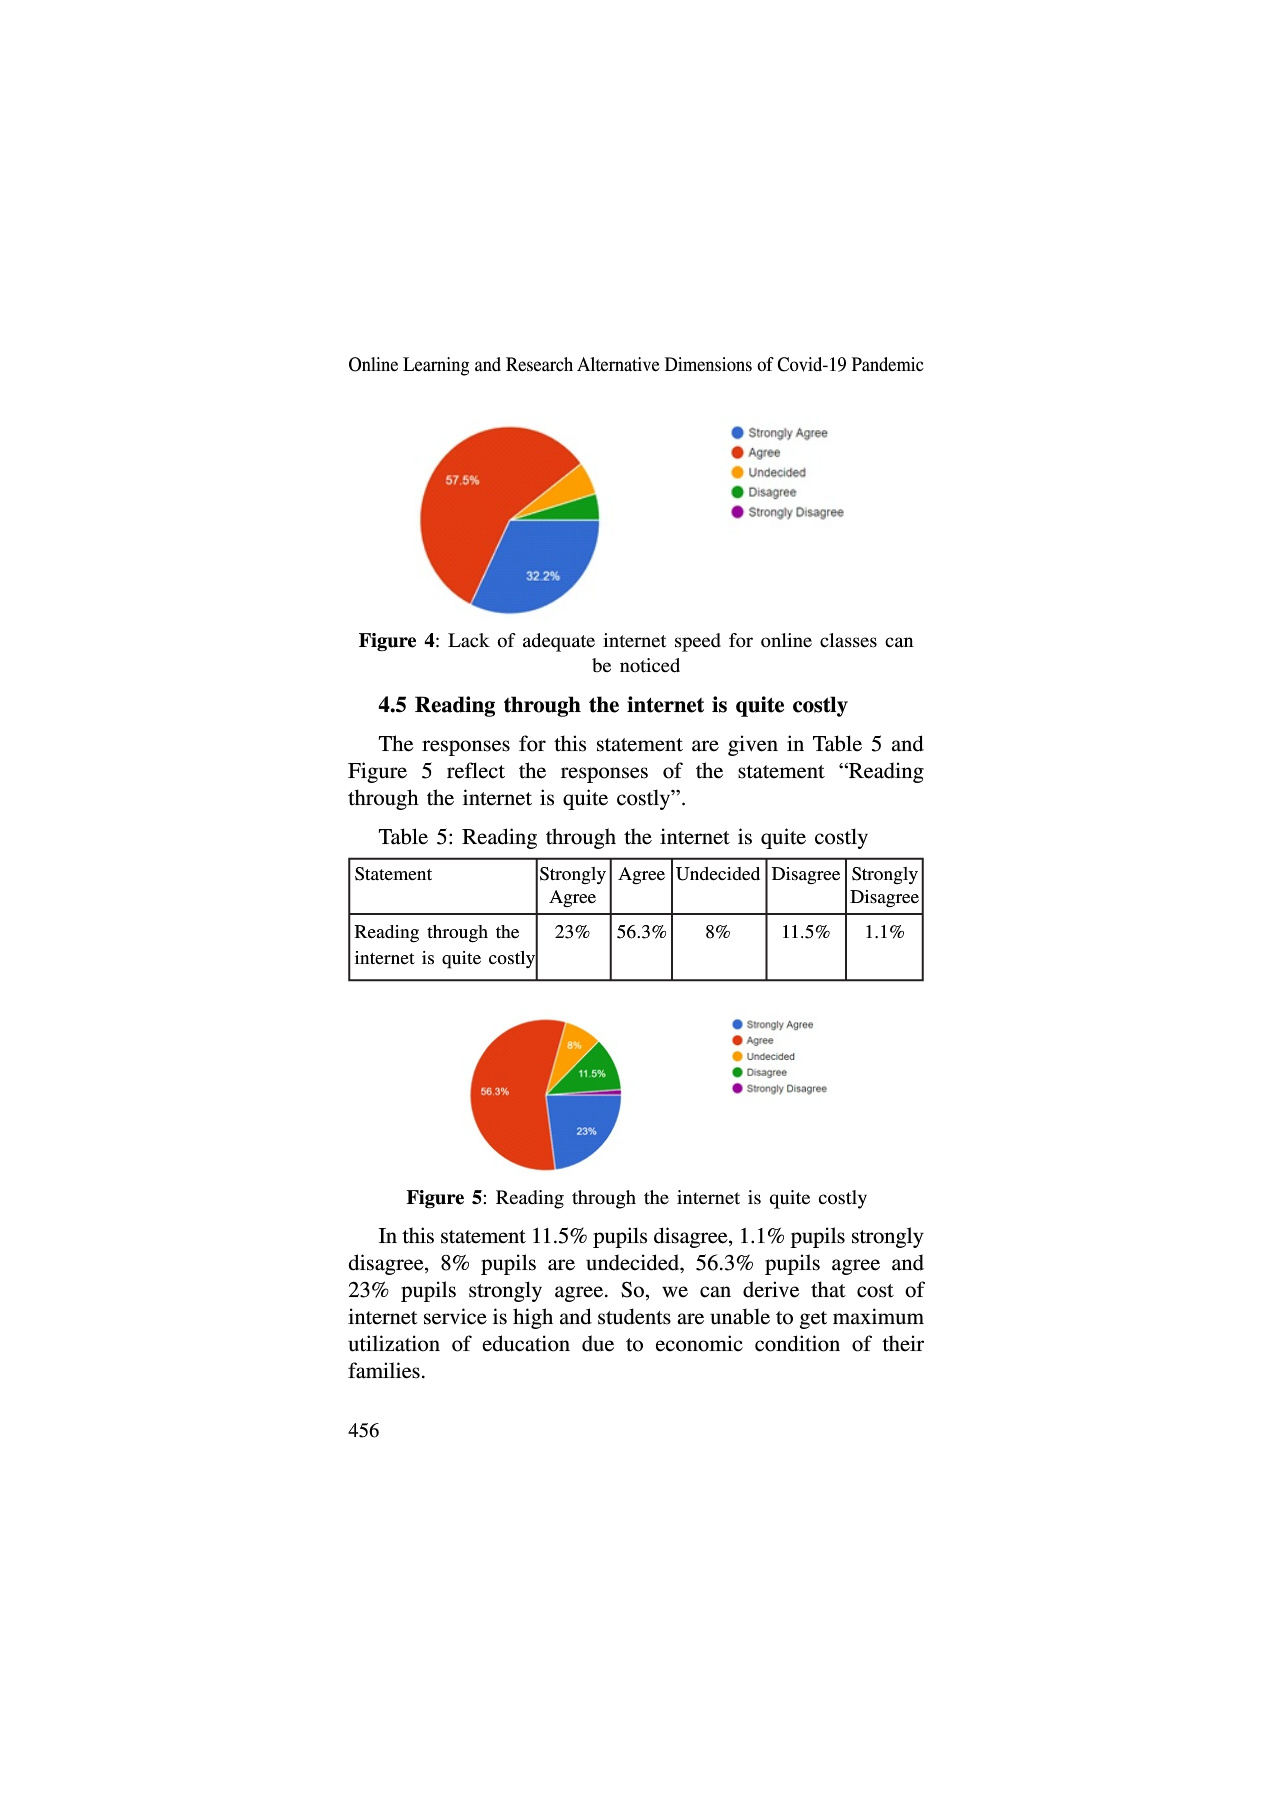 Online Learning and Research Alternative Dimensions of Covid-19 Pandemic
57.5%
32.2%
Strongly Agree
Agree
Undecided
Disagree
Strongly Disagree
Figure 4: Lack of adequate internet speed for online classes can
be noticed
4.5 Reading through the internet is quite costly
The responses for this statement are given in Table 5 and
Figure 5 reflect the responses of the statement “Reading
through the internet is quite costly”.
Table 5: Reading through the internet is quite costly
Statement Strongly Agree Undecided Disagree Strongly
Agree Disagree
Reading through the 23% 56.3% 8% 11.5% 1.1%
internet is quite costly
8%
11.5%
56.3%
23%
Strongly Agree
Agree
Undecided
Disagree
Strongly Disagree
Figure 5: Reading through the internet is quite costly
In this statement 11.5% pupils disagree, 1.1% pupils strongly
disagree, 8% pupils are undecided, 56.3% pupils agree and
23% pupils strongly agree. So, we can derive that cost of
internet service is high and students are unable to get maximum
utilization of education due to economic condition of their
families.
456